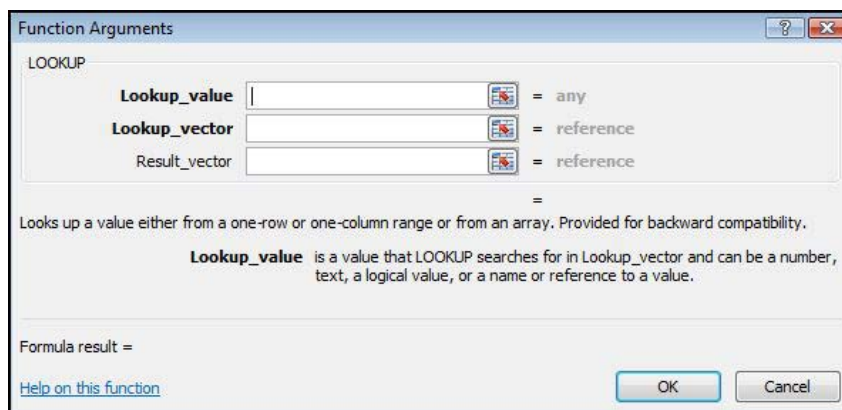 Function Arguments
LOOKUP
Lookup_value = any
Lookup_vector = reference
Result_vector = reference
=
Looks up a value either from a one-row or one-column range or from an array. Provided for backward compatibility.
Lookup_value is a value that LOOKUP searches for in Lookup_vector and can be a number,
text, a logical value, or a name or reference to a value.
Formula result =
Help on this function
OK Cancel